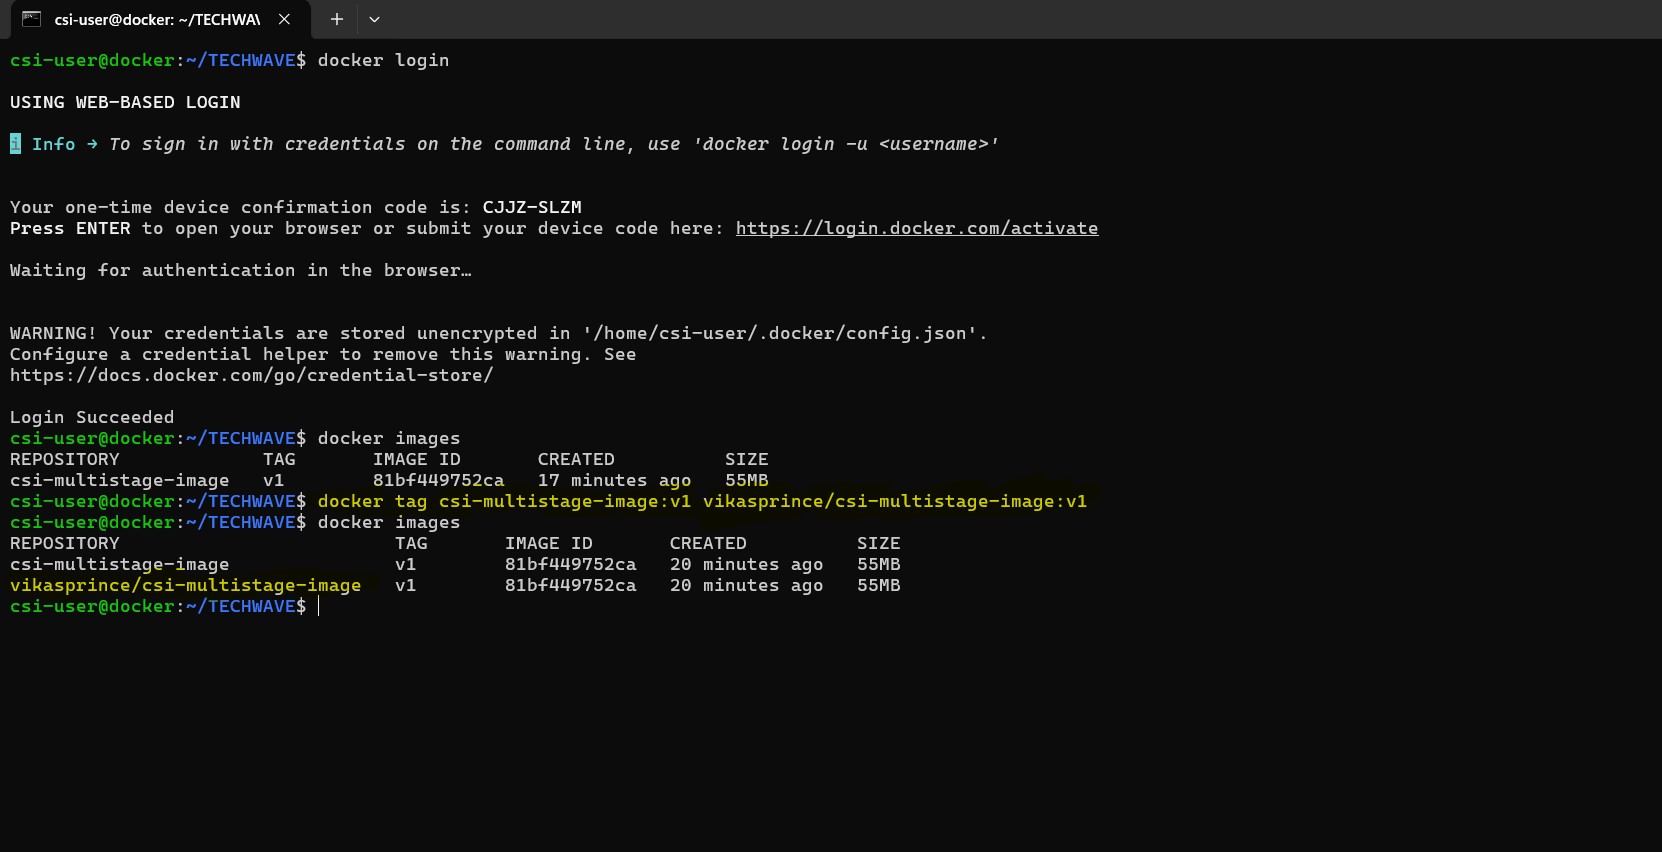 csi-user@docker: ~/TECHWAV
csi-user@docker:~/TECHWAVE$ docker login
USING WEB-BASED LOGIN
i Info → To sign in with credentials on the command line, use 'docker login -u <username>'
Your one-time device confirmation code is: CJJZ-SLZM
Press ENTER to open your browser or submit your device code here: https://login.docker.com/activate
Waiting for authentication in the browser…
WARNING! Your credentials are stored unencrypted in '/home/csi-user/.docker/config.json'.
Configure a credential helper to remove this warning. See
https://docs.docker.com/go/credential-store/
Login Succeeded
csi-user@docker:~/TECHWAVE$ docker images
REPOSITORY TAG IMAGE ID CREATED SIZE
csi-multistage-image v1 81bf449752ca 17 minutes ago 55MB
csi-user@docker:~/TECHWAVE$ docker tag csi-multistage-image:v1 vikasprince/csi-multistage-image:v1
csi-user@docker:~/TECHWAVE$ docker images
REPOSITORY TAG IMAGE ID CREATED SIZE
csi-multistage-image v1 81bf449752ca 20 minutes ago 55MB
vikasprince/csi-multistage-image v1 81bf449752ca 20 minutes ago 55MB
csi-user@docker:~/TECHWAVE$